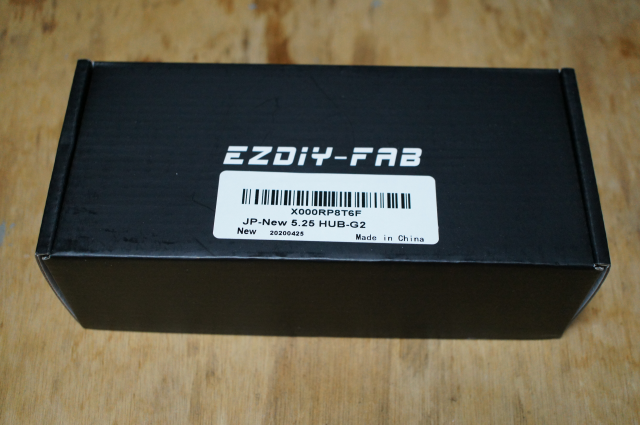 EZDIY-FAB
X000RP8T6F
JP-New 5.25 HUB-G2
New 20200425 Made in China